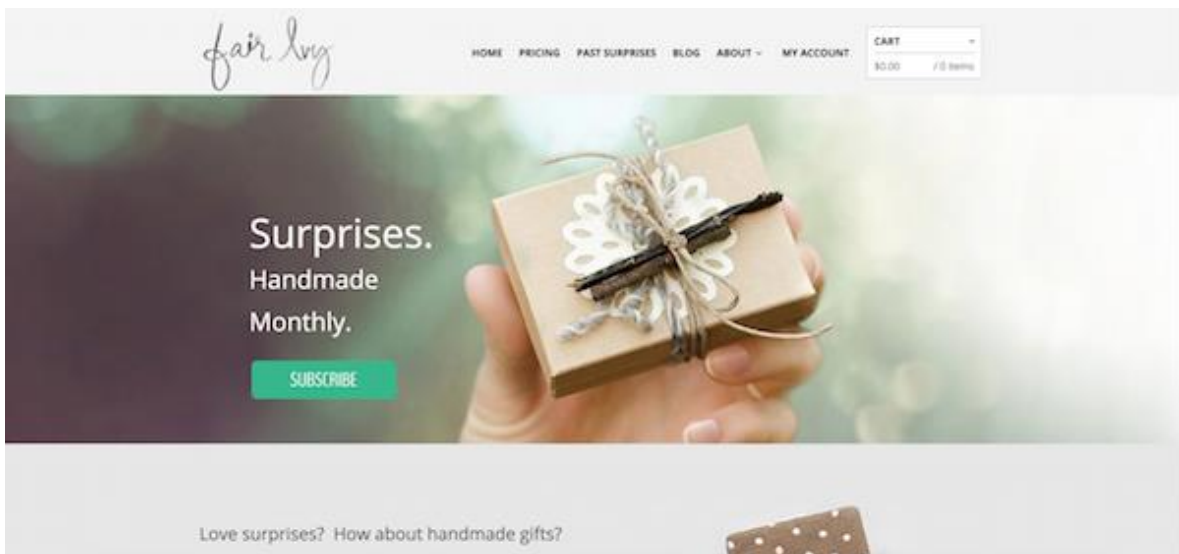 fair ivy
HOME PRICING PAST SURPRISES BLOG ABOUT MY ACCOUNT
CART
$0.00 / 0 items
Surprises.
Handmade
Monthly.
SUBSCRIBE
Love surprises? How about handmade gifts?